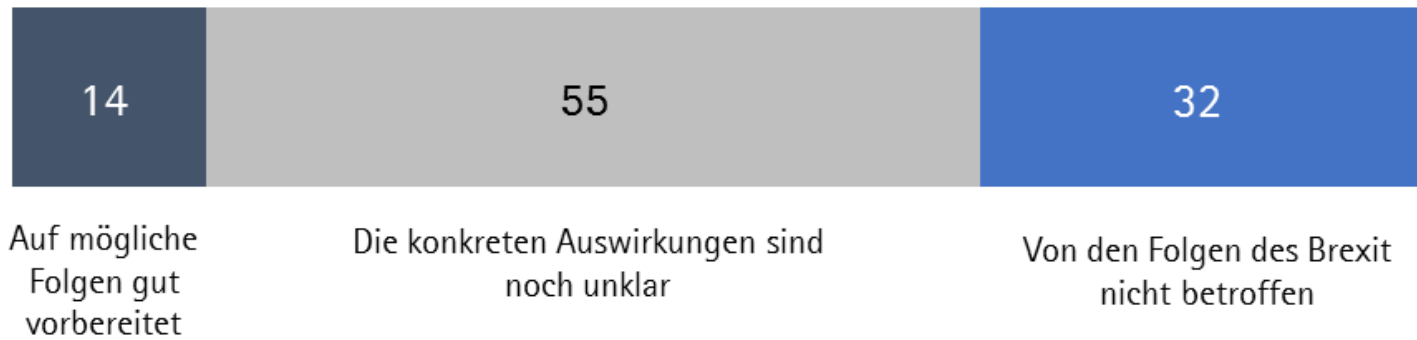 14
55
32
Auf mögliche
Folgen gut
vorbereitet
Die konkreten Auswirkungen sind
noch unklar
Von den Folgen des Brexit
nicht betroffen